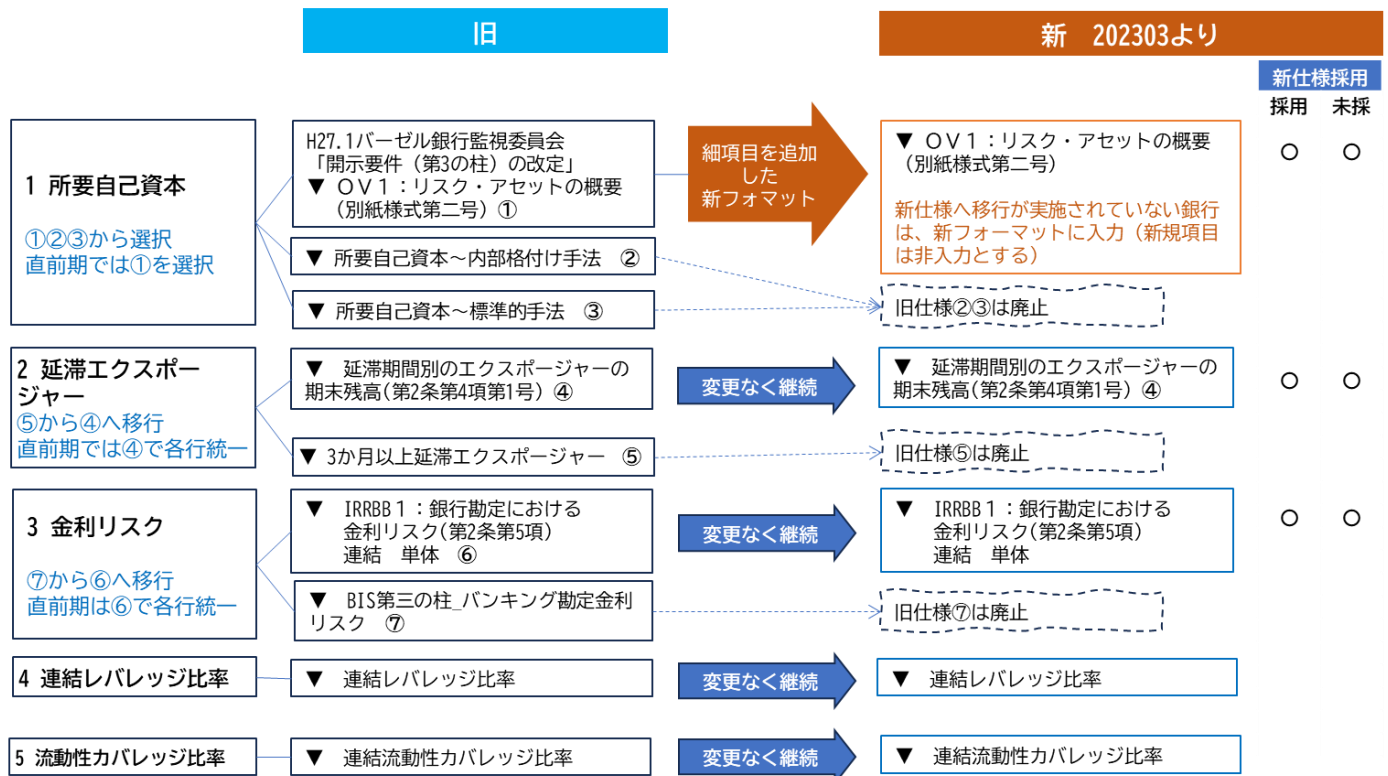 旧
新　202303より
新仕様採用
採用　未採
1 所要自己資本
①②③から選択
直前期では①を選択
H27.1バーゼル銀行監視委員会
「開示要件（第3の柱）の改定」
▼ ＯＶ１：リスク・アセットの概要
（別紙様式第二号）①
細項目を追加
した
新フォマット
▼ ＯＶ１：リスク・アセットの概要
（別紙様式第二号）
新仕様へ移行が実施されていない銀行
は、新フォーマットに入力（新規項目
は非入力とする）
○　○
▼ 所要自己資本～内部格付け手法　②
▼ 所要自己資本～標準的手法　③
旧仕様②③は廃止
2 延滞エクスポー
ジャー
⑤から④へ移行
直前期では④で各行統一
▼　延滞期間別のエクスポージャーの
期末残高(第2条第4項第1号) ④
変更なく継続
▼　延滞期間別のエクスポージャーの
期末残高(第2条第4項第1号) ④
○　○
▼ 3か月以上延滞エクスポージャー　⑤
旧仕様⑤は廃止
3 金利リスク
⑦から⑥へ移行
直前期は⑥で各行統一
▼　IRRBB１：銀行勘定における
金利リスク(第2条第5項)
連結　単体　⑥
変更なく継続
▼　IRRBB１：銀行勘定における
金利リスク(第2条第5項)
連結　単体
○　○
▼　BIS第三の柱_バンキング勘定金利
リスク　⑦
旧仕様⑦は廃止
4 連結レバレッジ比率
▼　連結レバレッジ比率
変更なく継続
▼　連結レバレッジ比率
5 流動性カバレッジ比率
▼　連結流動性カバレッジ比率
変更なく継続
▼　連結流動性カバレッジ比率